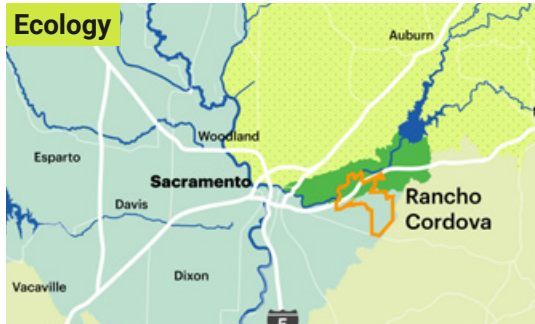 Ecology
Auburn
Woodland
Esparto
Sacramento
Rancho
Cordova
Davis
Dixon
Vacaville
5